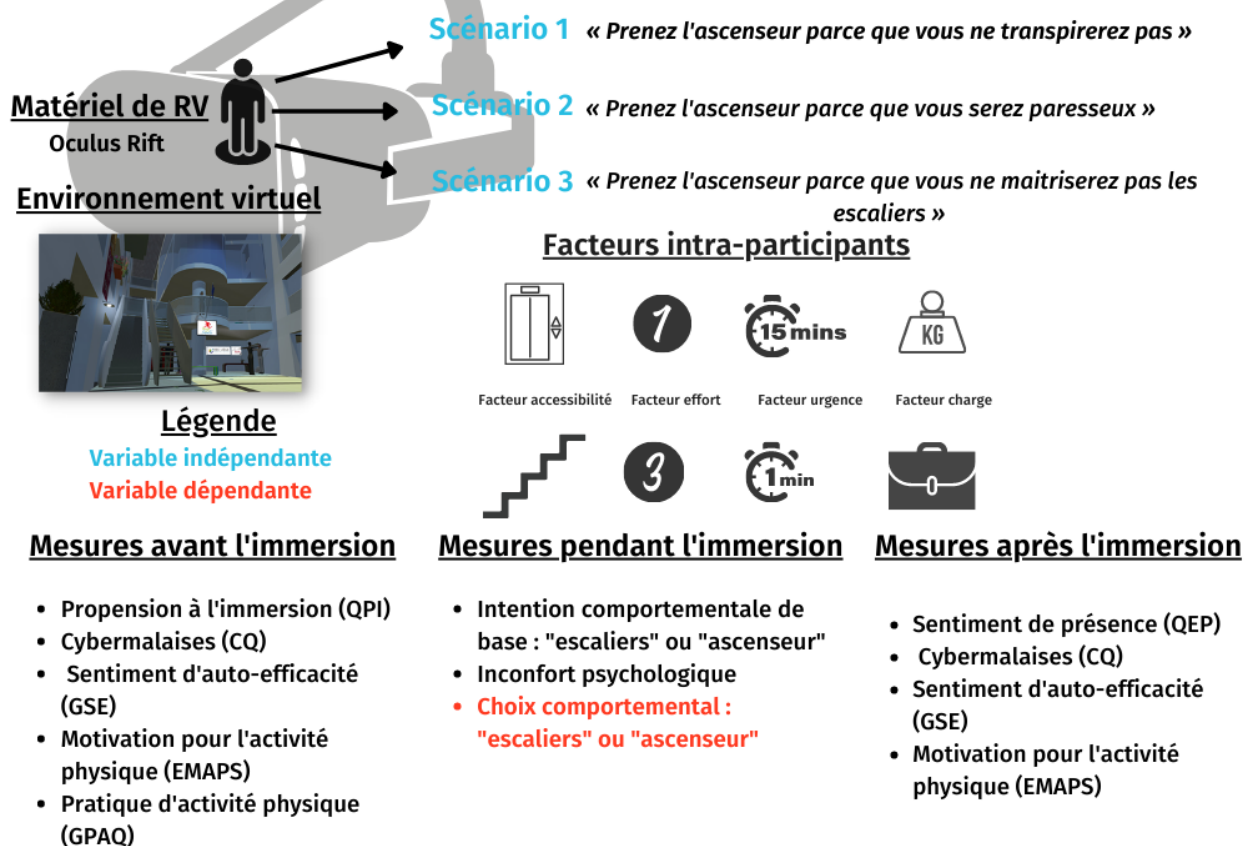 Scénario 1 « Prenez l'ascenseur parce que vous ne transpirerez pas »
Matériel de RV
Oculus Rift
Scénario 2 « Prenez l'ascenseur parce que vous serez paresseux »
Scénario 3 « Prenez l'ascenseur parce que vous ne maitriserez pas les
escaliers »
Environnement virtuel
Facteurs intra-participants
1
15 mins
KG
Facteur accessibilité Facteur effort Facteur urgence Facteur charge
3
1 min
Légende
Variable indépendante
Variable dépendante
Mesures avant l'immersion
• Propension à l'immersion (QPI)
• Cybermalaises (CQ)
• Sentiment d'auto-efficacité
(GSE)
• Motivation pour l'activité
physique (EMAPS)
• Pratique d'activité physique
(GPAQ)
Mesures pendant l'immersion
• Intention comportementale de
base : "escaliers" ou "ascenseur"
• Inconfort psychologique
• Choix comportemental :
"escaliers" ou "ascenseur"
Mesures après l'immersion
• Sentiment de présence (QEP)
• Cybermalaises (CQ)
• Sentiment d'auto-efficacité
(GSE)
• Motivation pour l'activité
physique (EMAPS)